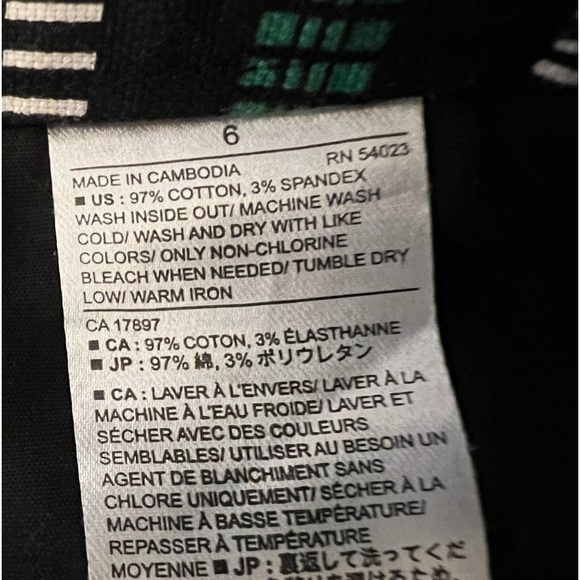 6
MADE IN CAMBODIA RN 54023
■ US : 97% COTTON, 3% SPANDEX
WASH INSIDE OUT/ MACHINE WASH
COLD/ WASH AND DRY WITH LIKE
COLORS/ ONLY NON-CHLORINE
BLEACH WHEN NEEDED/ TUMBLE DRY
LOW/ WARM IRON
CA 17897
■ CA : 97% COTON, 3% ÉLASTHANNE
■ JP : 97% 綿, 3% ポリウレタン
■ CA : LAVER À L'ENVERS/ LAVER À LA
MACHINE À L'EAU FROIDE/ LAVER ET
SÉCHER AVEC DES COULEURS
SEMBLABLES/ UTILISER AU BESOIN UN
AGENT DE BLANCHIMENT SANS
CHLORE UNIQUEMENT/ SÉCHER À LA
MACHINE À BASSE TEMPÉRATURE/
REPASSER À TEMPÉRATURE
MOYENNE ■ JP : 裏返して洗ってくだ